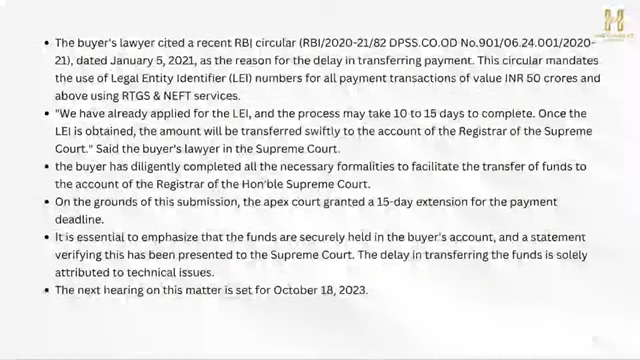 • The buyer's lawyer cited a recent RBI circular (RBI/2020-21/82 DPSS.CO.OD No.901/06.24.001/2020-
21), dated January 5, 2021, as the reason for the delay in transferring payment. This circular mandates
the use of Legal Entity Identifier (LEI) numbers for all payment transactions of value INR 50 crores and
above using RTGS & NEFT services.
• "We have already applied for the LEI, and the process may take 10 to 15 days to complete. Once the
LEI is obtained, the amount will be transferred swiftly to the account of the Registrar of the Supreme
Court." Said the buyer's lawyer in the Supreme Court.
• the buyer has diligently completed all the necessary formalities to facilitate the transfer of funds to
the account of the Registrar of the Hon'ble Supreme Court.
• On the grounds of this submission, the apex court granted a 15-day extension for the payment
deadline.
• It is essential to emphasize that the funds are securely held in the buyer's account, and a statement
verifying this has been presented to the Supreme Court. The delay in transferring the funds is solely
attributed to technical issues.
• The next hearing on this matter is set for October 18, 2023.